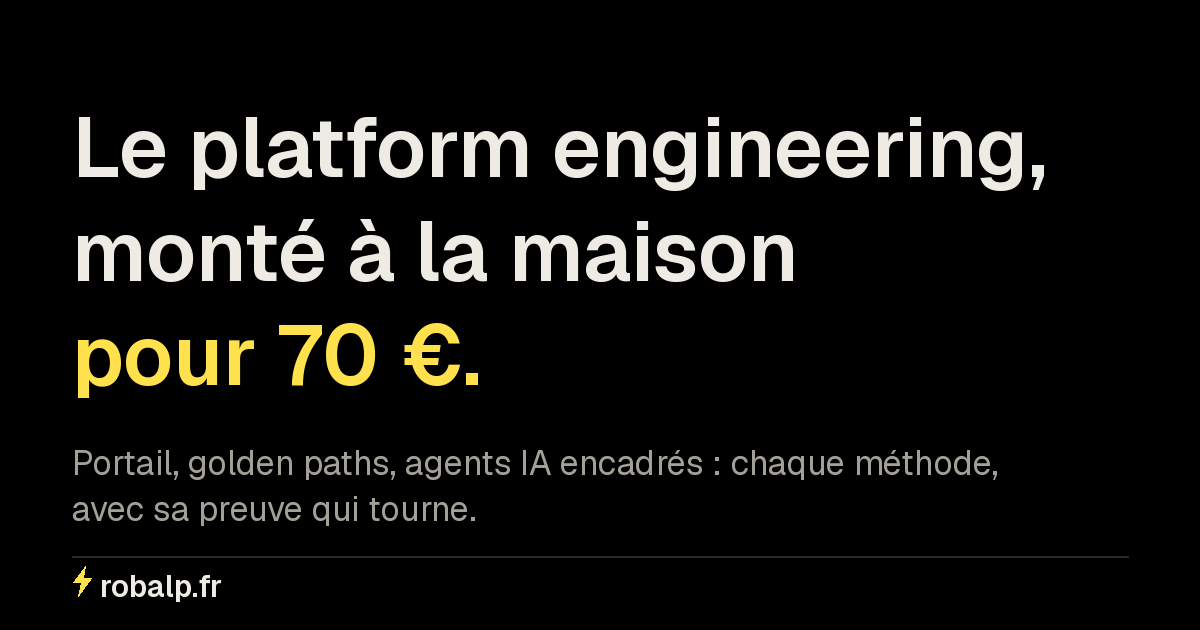 Le platform engineering,
monté à la maison
pour 70 €.
Portail, golden paths, agents IA encadrés : chaque méthode,
avec sa preuve qui tourne.
robalp.fr